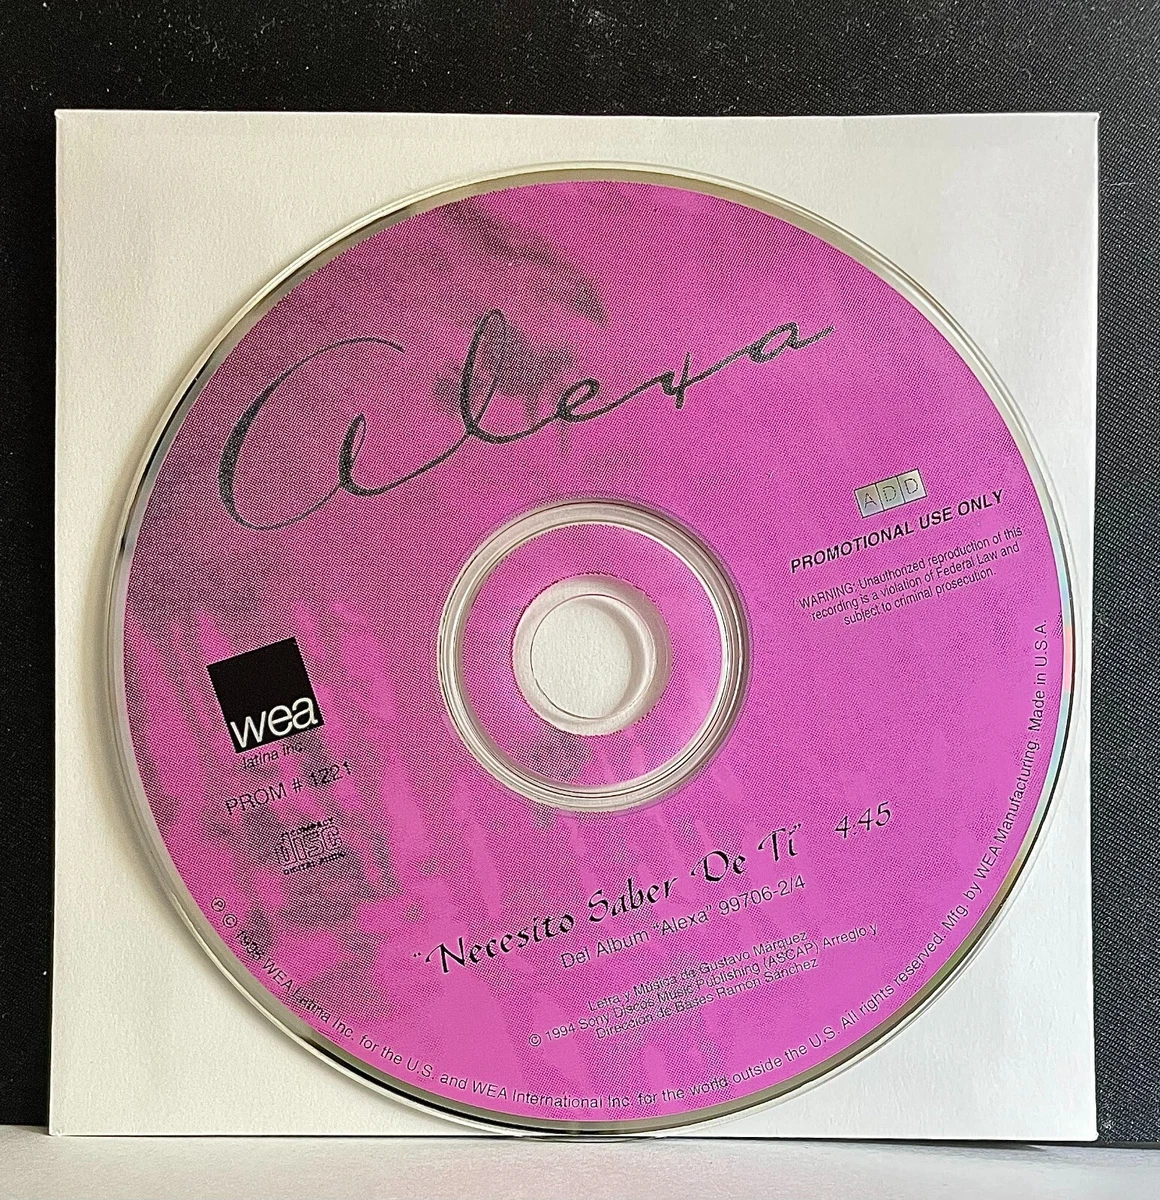 Alexa
ADD
PROMOTIONAL USE ONLY
WARNING: Unauthorized reproduction of this
recording is a violation of Federal Law and
subject to criminal prosecution.
wea
latina inc.
PROM # 1221
COMPACT
disc
DIGITAL AUDIO
"Necesito Saber De Ti" 4:45
Del Album "Alexa" 99706-2/4
Letra y Música de Gustavo Marquez
© 1994 Sony Discos Music Publishing (ASCAP) Arreglo y
Dirección de Bases Ramón Sánchez
℗ © WEA Latina Inc. for the U.S. and WEA International Inc. for the world outside the U.S. All rights reserved. Mfg. by WEA Manufacturing. Made in U.S.A.